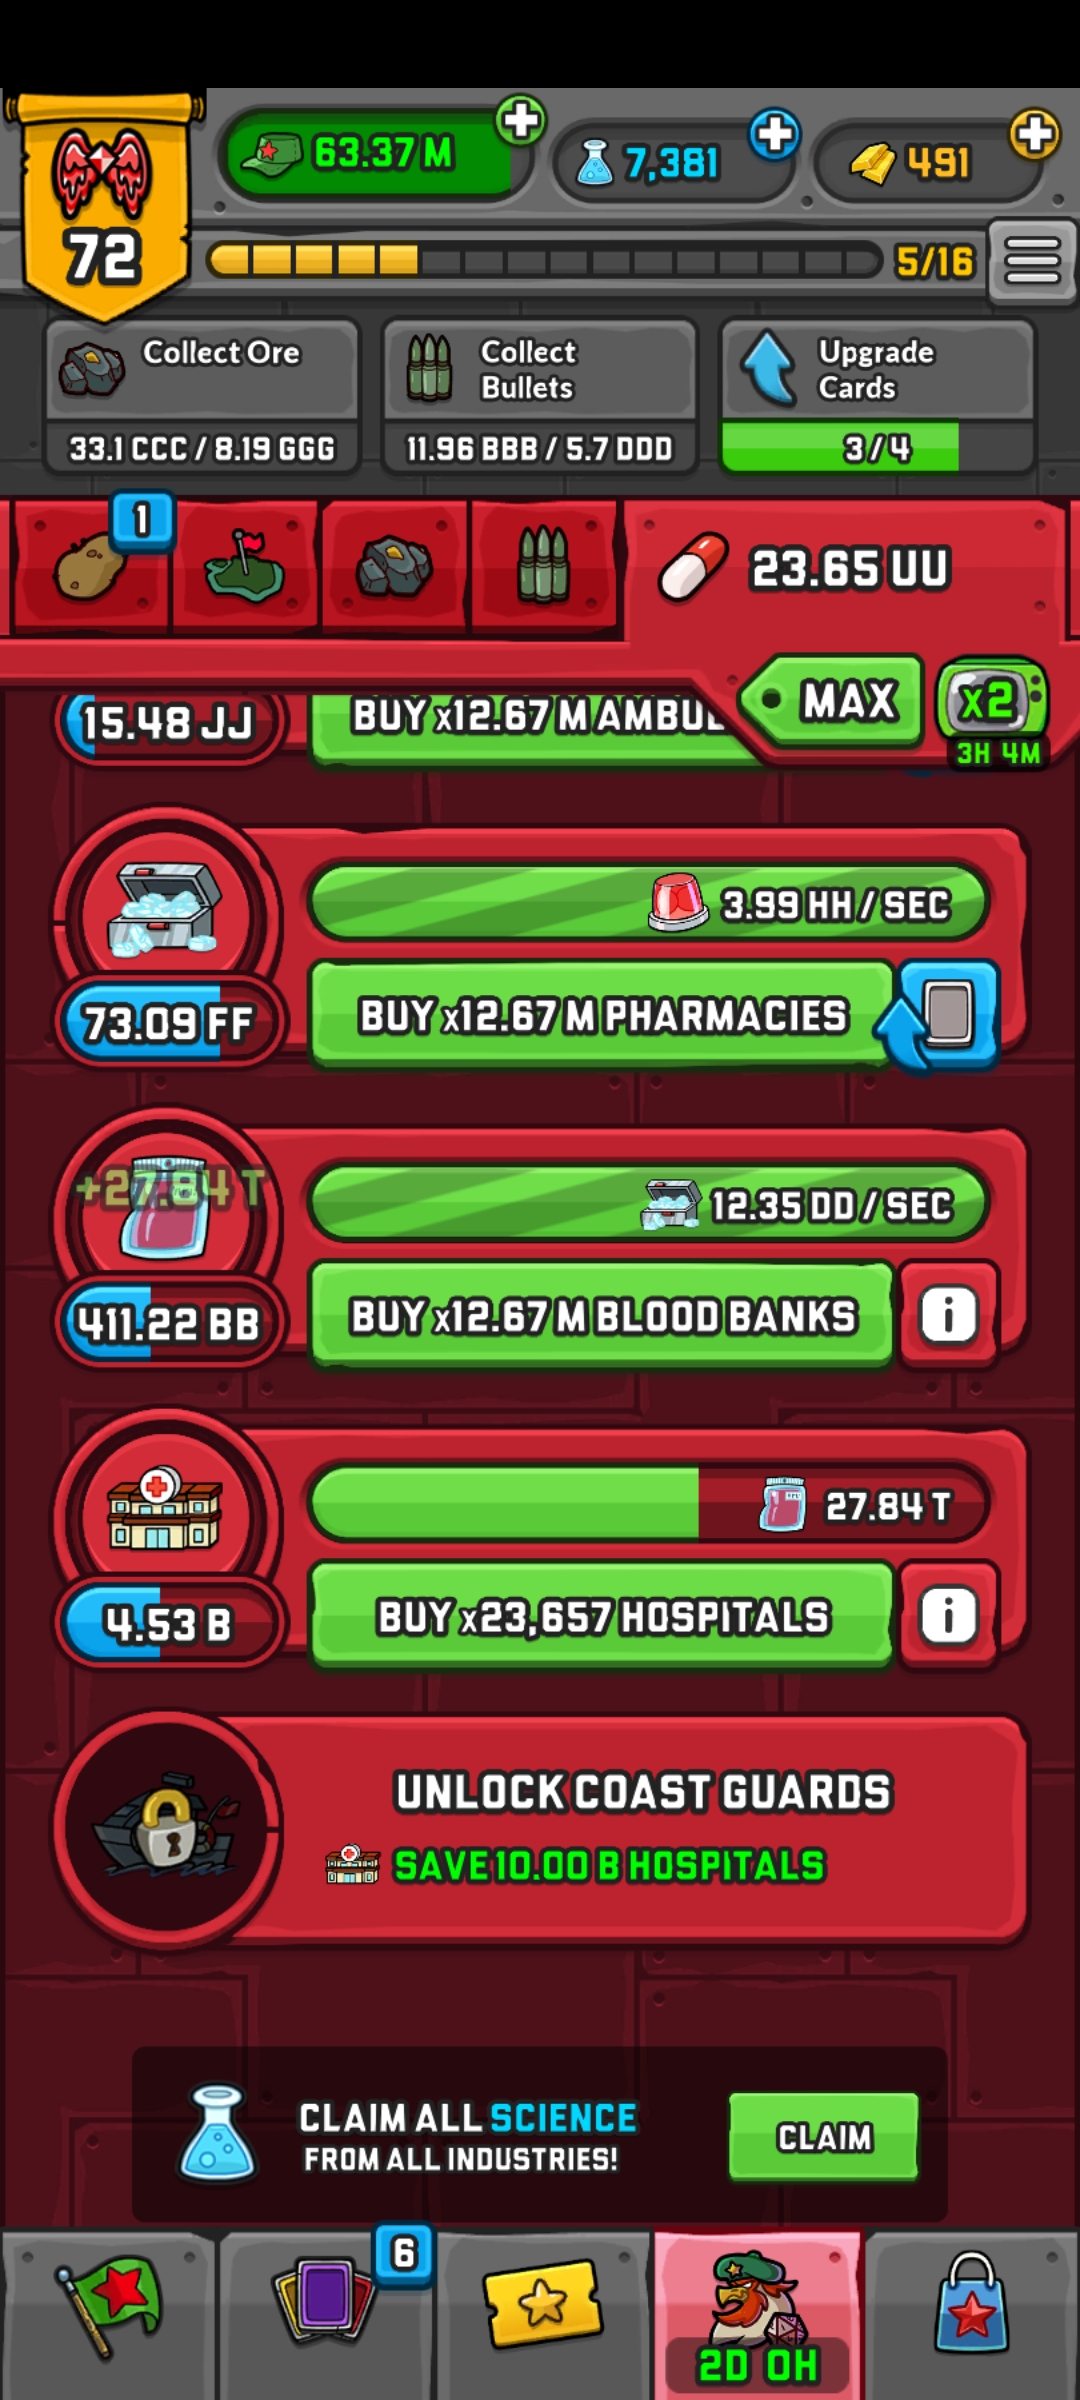 72
63.37 M
7,381
491
5/16
Collect Ore
33.1 CCC / 8.19 GGG
Collect
Bullets
11.96 BBB / 5.7 DDD
Upgrade
Cards
3 / 4
1
23.65 UU
MAX
x2
3H 4M
15.48 JJ
BUY x12.67 M AMBUL
3.99 HH / SEC
73.09 FF
BUY x12.67 M PHARMACIES
+27.84 T
12.35 DD / SEC
411.22 BB
BUY x12.67 M BLOOD BANKS
i
27.84 T
4.53 B
BUY x23,657 HOSPITALS
i
UNLOCK COAST GUARDS
SAVE 10.00 B HOSPITALS
CLAIM ALL SCIENCE
FROM ALL INDUSTRIES!
CLAIM
6
2D 0H